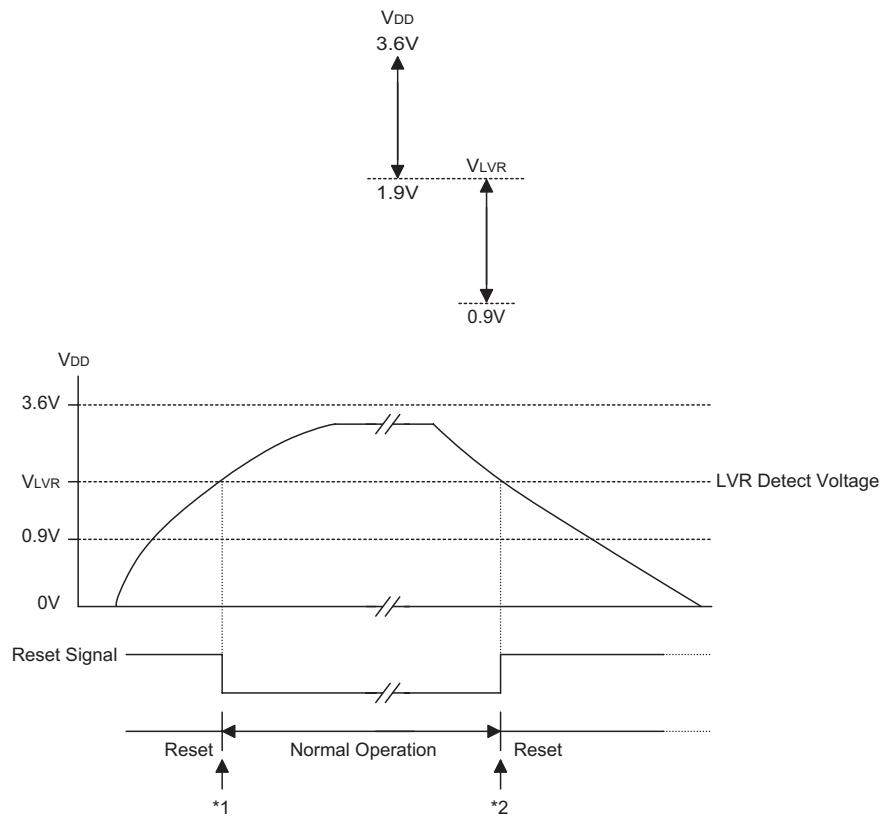 VDD
3.6V
VLVR
1.9V
0.9V
VDD
3.6V
VLVR
LVR Detect Voltage
0.9V
0V
Reset Signal
Reset
Normal Operation
Reset
*1
*2